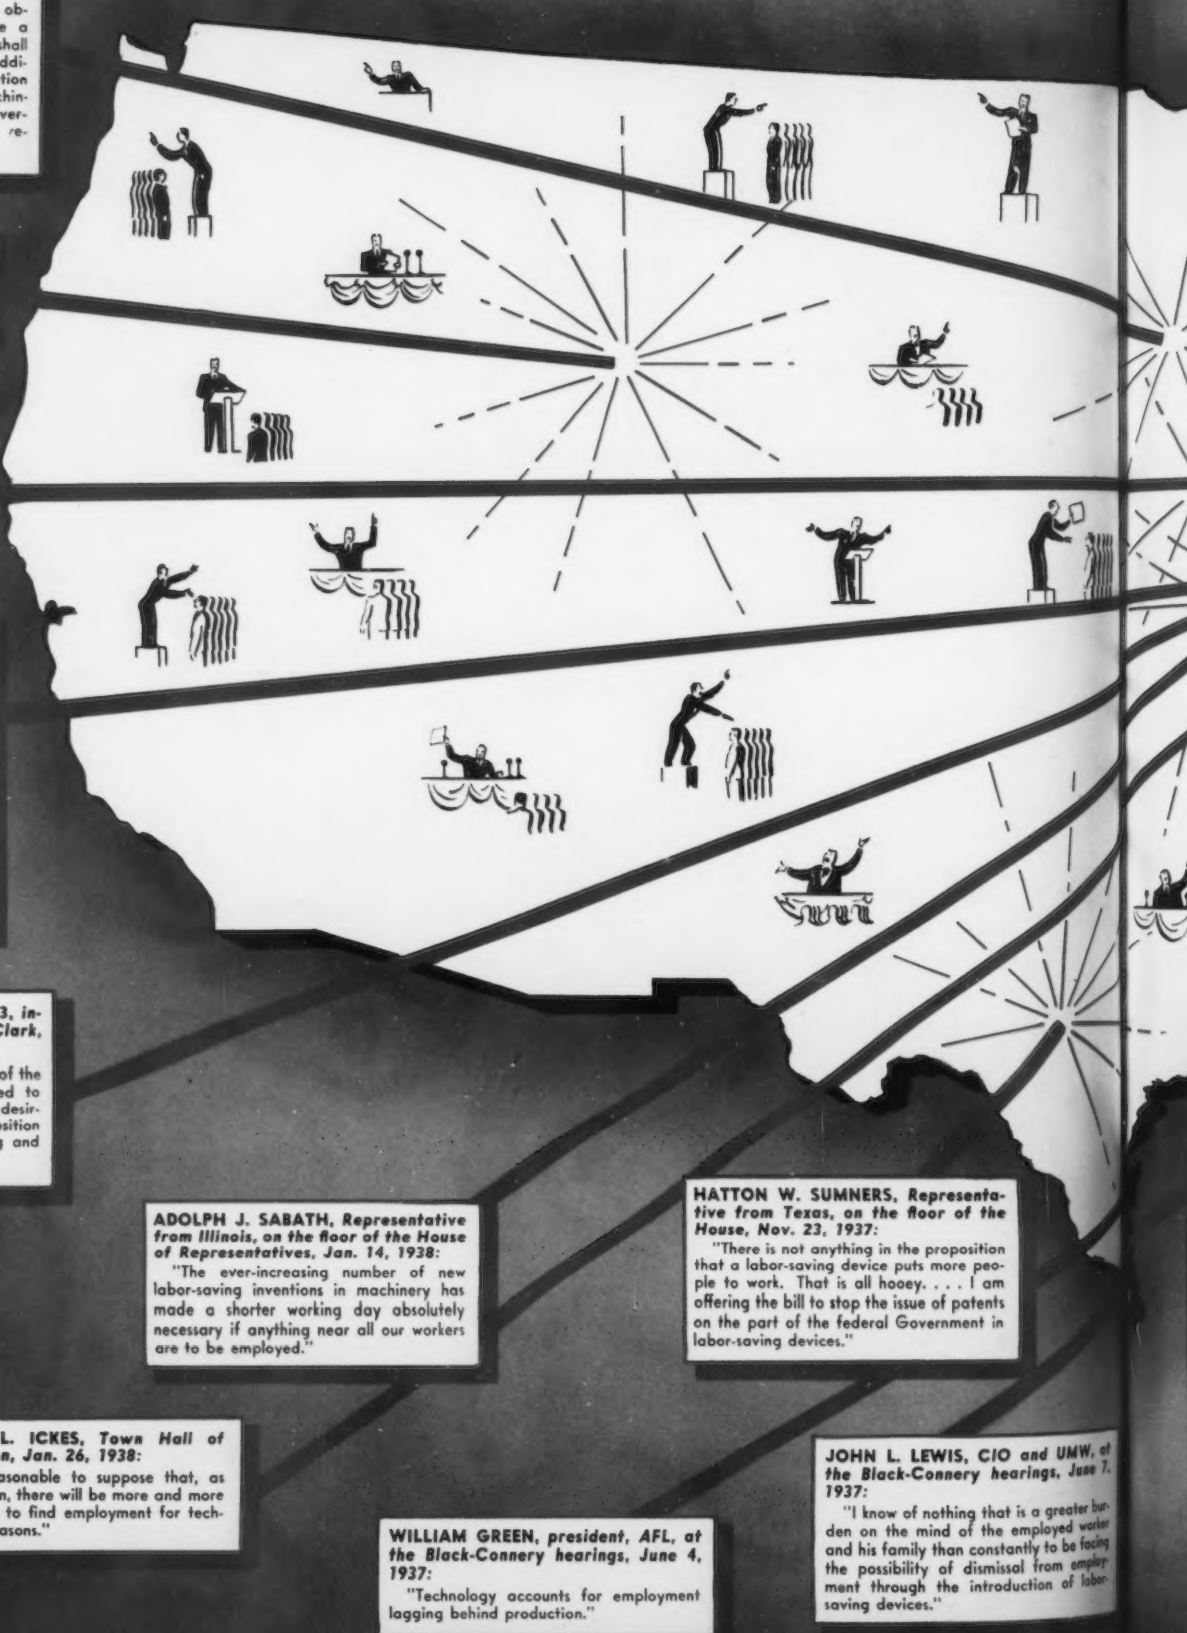 ob-
e a
shall
ddi-
tion
chin-
ver-
re-
3, in-
Clark,
of the
ed to
desir-
osition
g and
ADOLPH J. SABATH, Representative
from Illinois, on the floor of the House
of Representatives, Jan. 14, 1938:
"The ever-increasing number of new
labor-saving inventions in machinery has
made a shorter working day absolutely
necessary if anything near all our workers
are to be employed."
HATTON W. SUMNERS, Representa-
tive from Texas, on the floor of the
House, Nov. 23, 1937:
"There is not anything in the proposition
that a labor-saving device puts more peo-
ple to work. That is all hooey. . . . I am
offering the bill to stop the issue of patents
on the part of the federal Government in
labor-saving devices."
L. ICKES, Town Hall of
n, Jan. 26, 1938:
asonable to suppose that, as
n, there will be more and more
to find employment for tech-
asons."
WILLIAM GREEN, president, AFL, at
the Black-Connery hearings, June 4,
1937:
"Technology accounts for employment
lagging behind production."
JOHN L. LEWIS, CIO and UMW, at
the Black-Connery hearings, June 7,
1937:
"I know of nothing that is a greater bur-
den on the mind of the employed worker
and his family than constantly to be facing
the possibility of dismissal from employ-
ment through the introduction of labor-
saving devices."